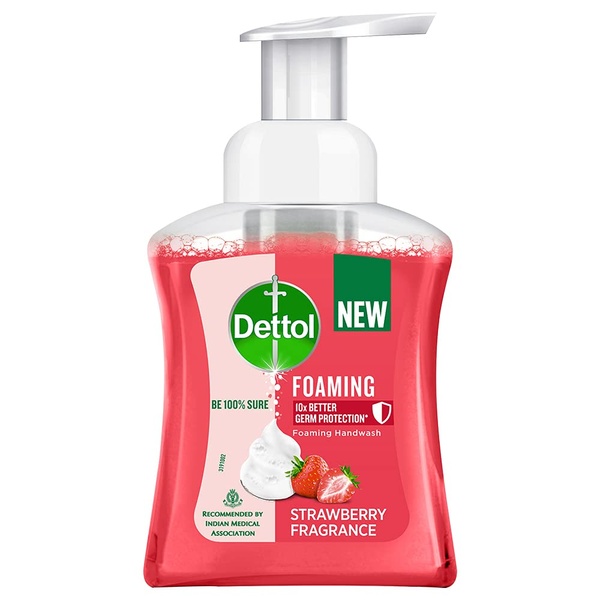 NEW
Dettol
FOAMING
10x BETTER
GERM PROTECTION*
Foaming Handwash
BE 100% SURE
3191002
RECOMMENDED BY
INDIAN MEDICAL
ASSOCIATION
STRAWBERRY
FRAGRANCE